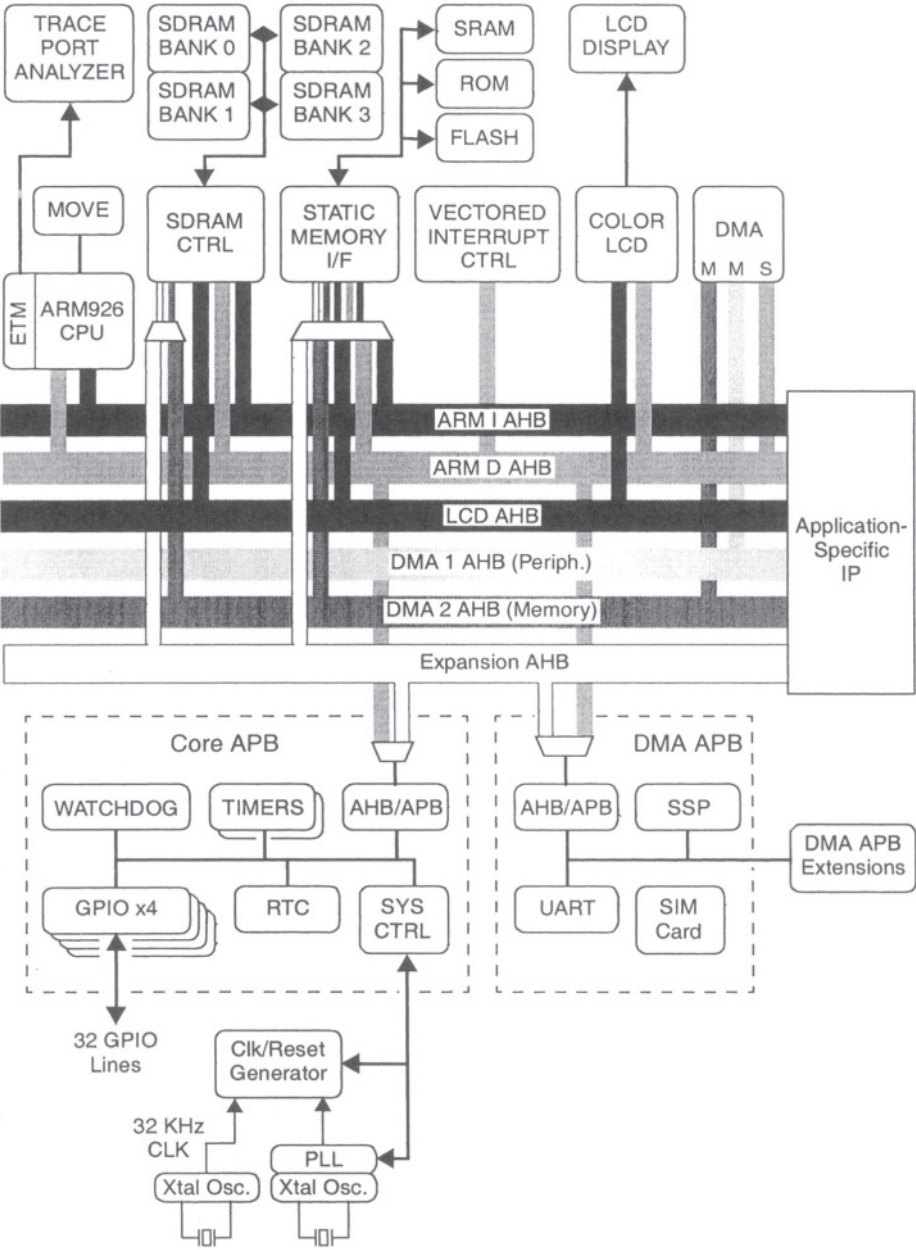 TRACE
PORT
ANALYZER
SDRAM
BANK 0
SDRAM
BANK 2
SDRAM
BANK 1
SDRAM
BANK 3
SRAM
ROM
FLASH
LCD
DISPLAY
MOVE
SDRAM
CTRL
STATIC
MEMORY
I/F
VECTORED
INTERRUPT
CTRL
COLOR
LCD
DMA
M M S
ETM
ARM926
CPU
ARM I AHB
ARM D AHB
LCD AHB
DMA 1 AHB (Periph.)
DMA 2 AHB (Memory)
Expansion AHB
Application-
Specific
IP
Core APB
DMA APB
WATCHDOG
TIMERS
AHB/APB
AHB/APB
SSP
DMA APB
Extensions
GPIO x4
RTC
SYS
CTRL
UART
SIM
Card
32 GPIO
Lines
Clk/Reset
Generator
32 KHz
CLK
PLL
Xtal Osc.
Xtal Osc.